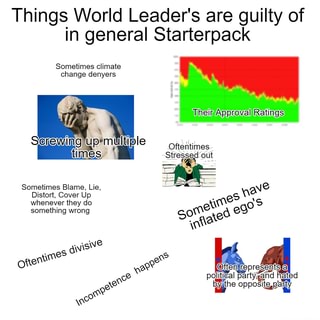 Things World Leader's are guilty of
in general Starterpack
Sometimes climate
change denyers
Their Approval Ratings
Screwing up multiple
times
Oftentimes
Stressed out
Sometimes Blame, Lie,
Distort, Cover Up
whenever they do
something wrong
Sometimes have
inflated ego's
Oftentimes divisive
Incompetence happens
Often represents a
political party and hated
by the opposite party